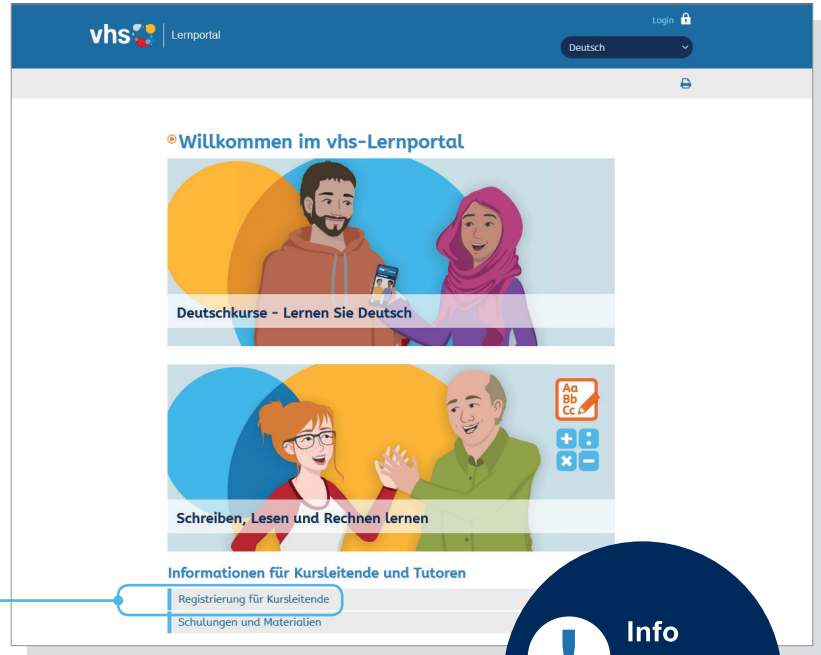 Login
vhs Lernportal
Deutsch
Willkommen im vhs-Lernportal
Deutschkurse - Lernen Sie Deutsch
Aa
Bb
Cc
Schreiben, Lesen und Rechnen lernen
Informationen für Kursleitende und Tutoren
Registrierung für Kursleitende
Schulungen und Materialien
! Info